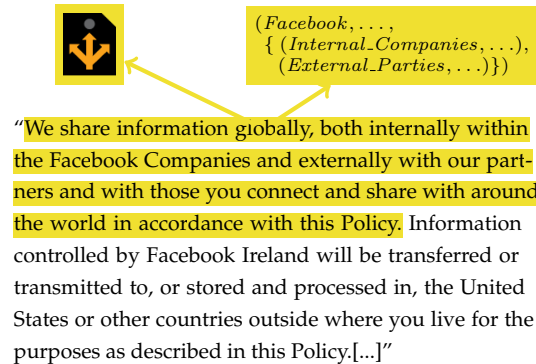 (Facebook, . . . ,
{ (Internal_Companies, . . .),
(External_Parties, . . .)})
“We share information globally, both internally within
the Facebook Companies and externally with our part-
ners and with those you connect and share with around
the world in accordance with this Policy. Information
controlled by Facebook Ireland will be transferred or
transmitted to, or stored and processed in, the United
States or other countries outside where you live for the
purposes as described in this Policy.[...]”